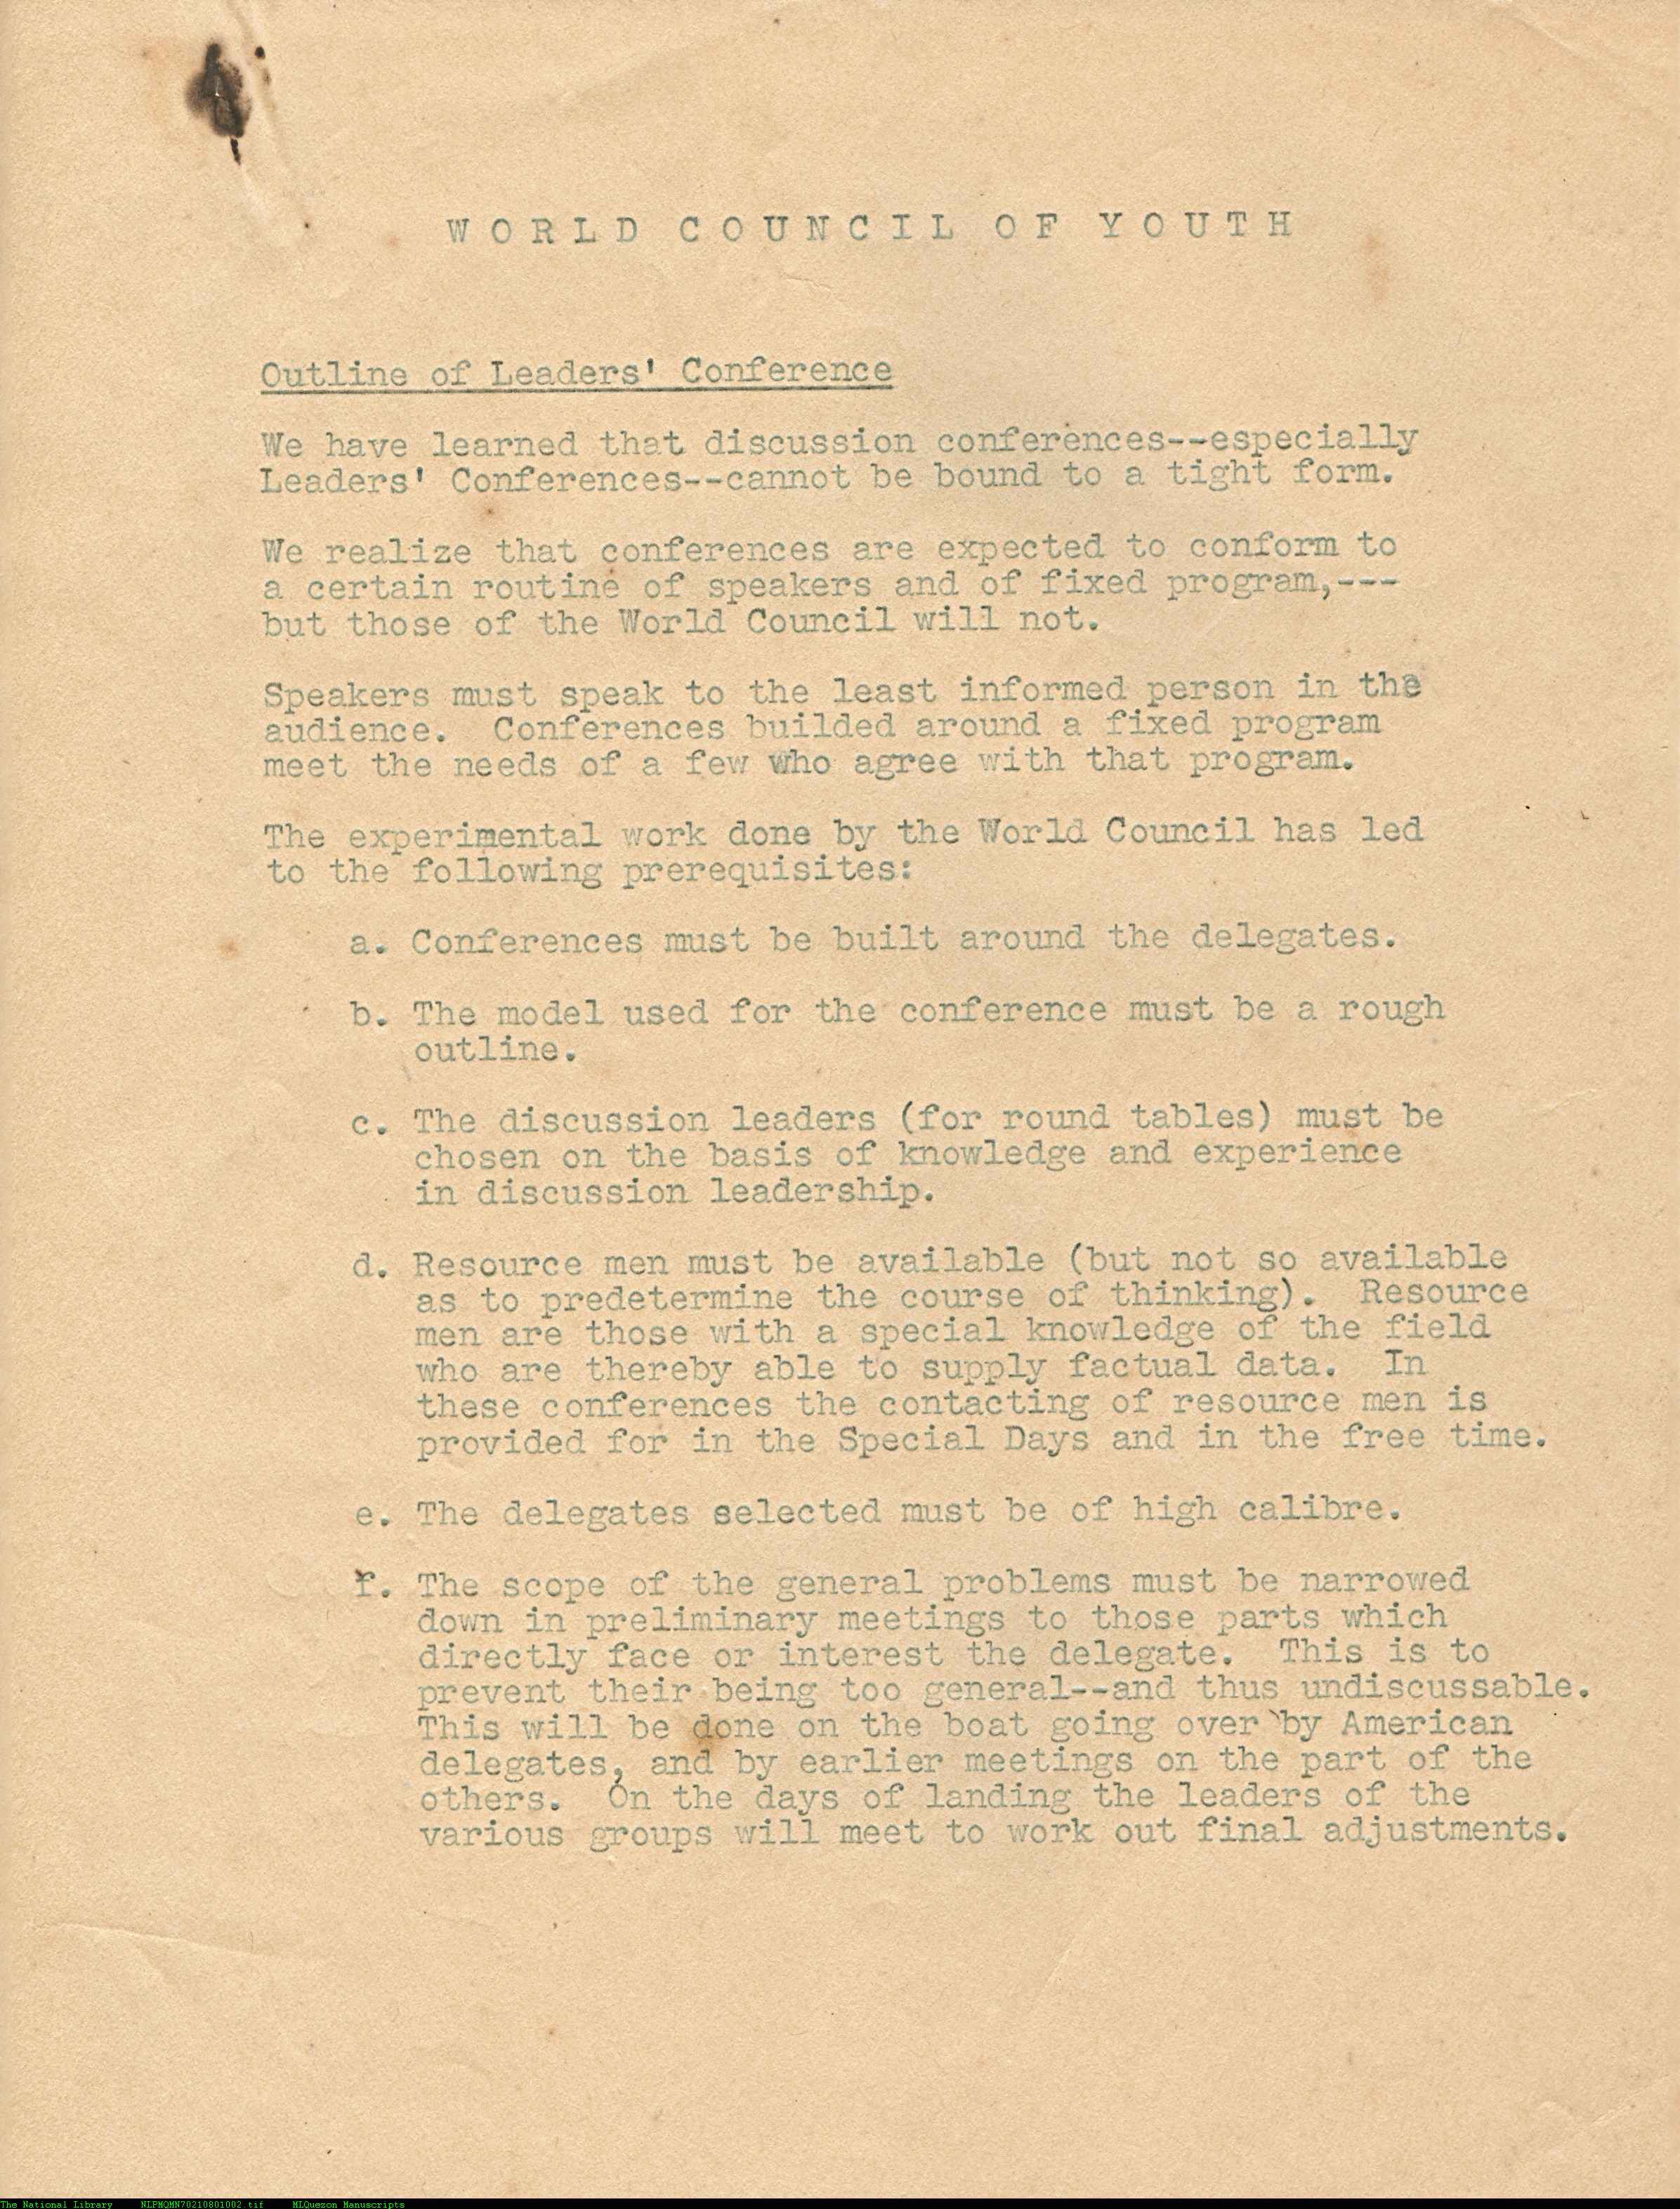 WORLD COUNCIL OF YOUTH
Outline of Leaders' Conference
We have learned that discussion conferences--especially
Leaders' Conferences--cannot be bound to a tight form.
We realize that conferences are expected to conform to
a certain routine of speakers and of fixed program,---
but those of the World Council will not.
Speakers must speak to the least informed person in the
audience. Conferences builded around a fixed program
meet the needs of a few who agree with that program.
The experimental work done by the World Council has led
to the following prerequisites:
a. Conferences must be built around the delegates.
b. The model used for the conference must be a rough
outline.
c. The discussion leaders (for round tables) must be
chosen on the basis of knowledge and experience
in discussion leadership.
d. Resource men must be available (but not so available
as to predetermine the course of thinking). Resource
men are those with a special knowledge of the field
who are thereby able to supply factual data. In
these conferences the contacting of resource men is
provided for in the Special Days and in the free time.
e. The delegates selected must be of high calibre.
f. The scope of the general problems must be narrowed
down in preliminary meetings to those parts which
directly face or interest the delegate. This is to
prevent their being too general--and thus undiscussable.
This will be done on the boat going over by American
delegates, and by earlier meetings on the part of the
others. On the days of landing the leaders of the
various groups will meet to work out final adjustments.
The National Library NLPMQMN70210801002.tif MLQuezon Manuscripts